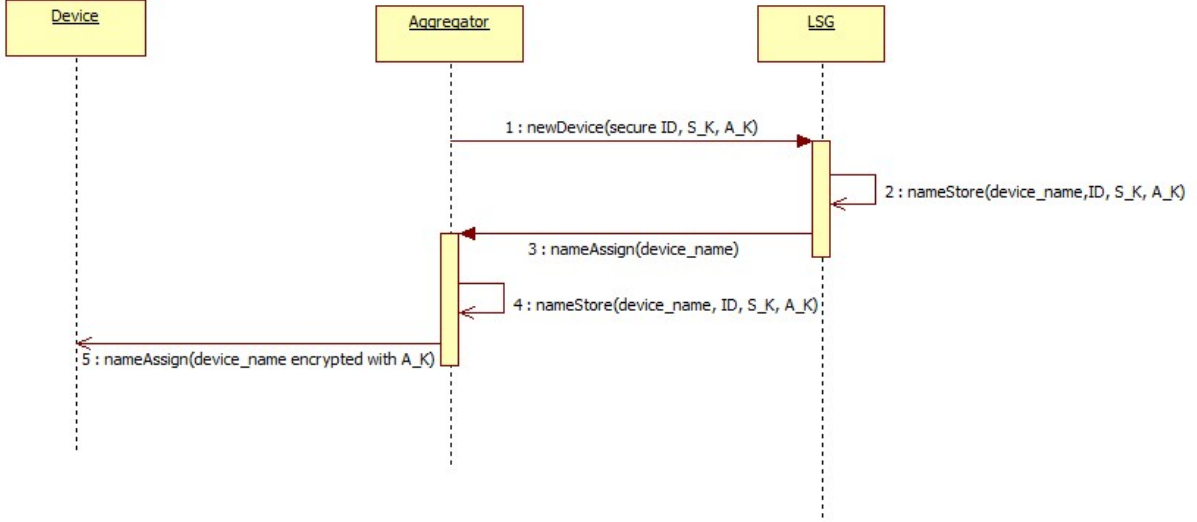 Device
Aggregator
LSG
1 : newDevice(secure ID, S_K, A_K)
2 : nameStore(device_name,ID, S_K, A_K)
3 : nameAssign(device_name)
4 : nameStore(device_name, ID, S_K, A_K)
5 : nameAssign(device_name encrypted with A_K)